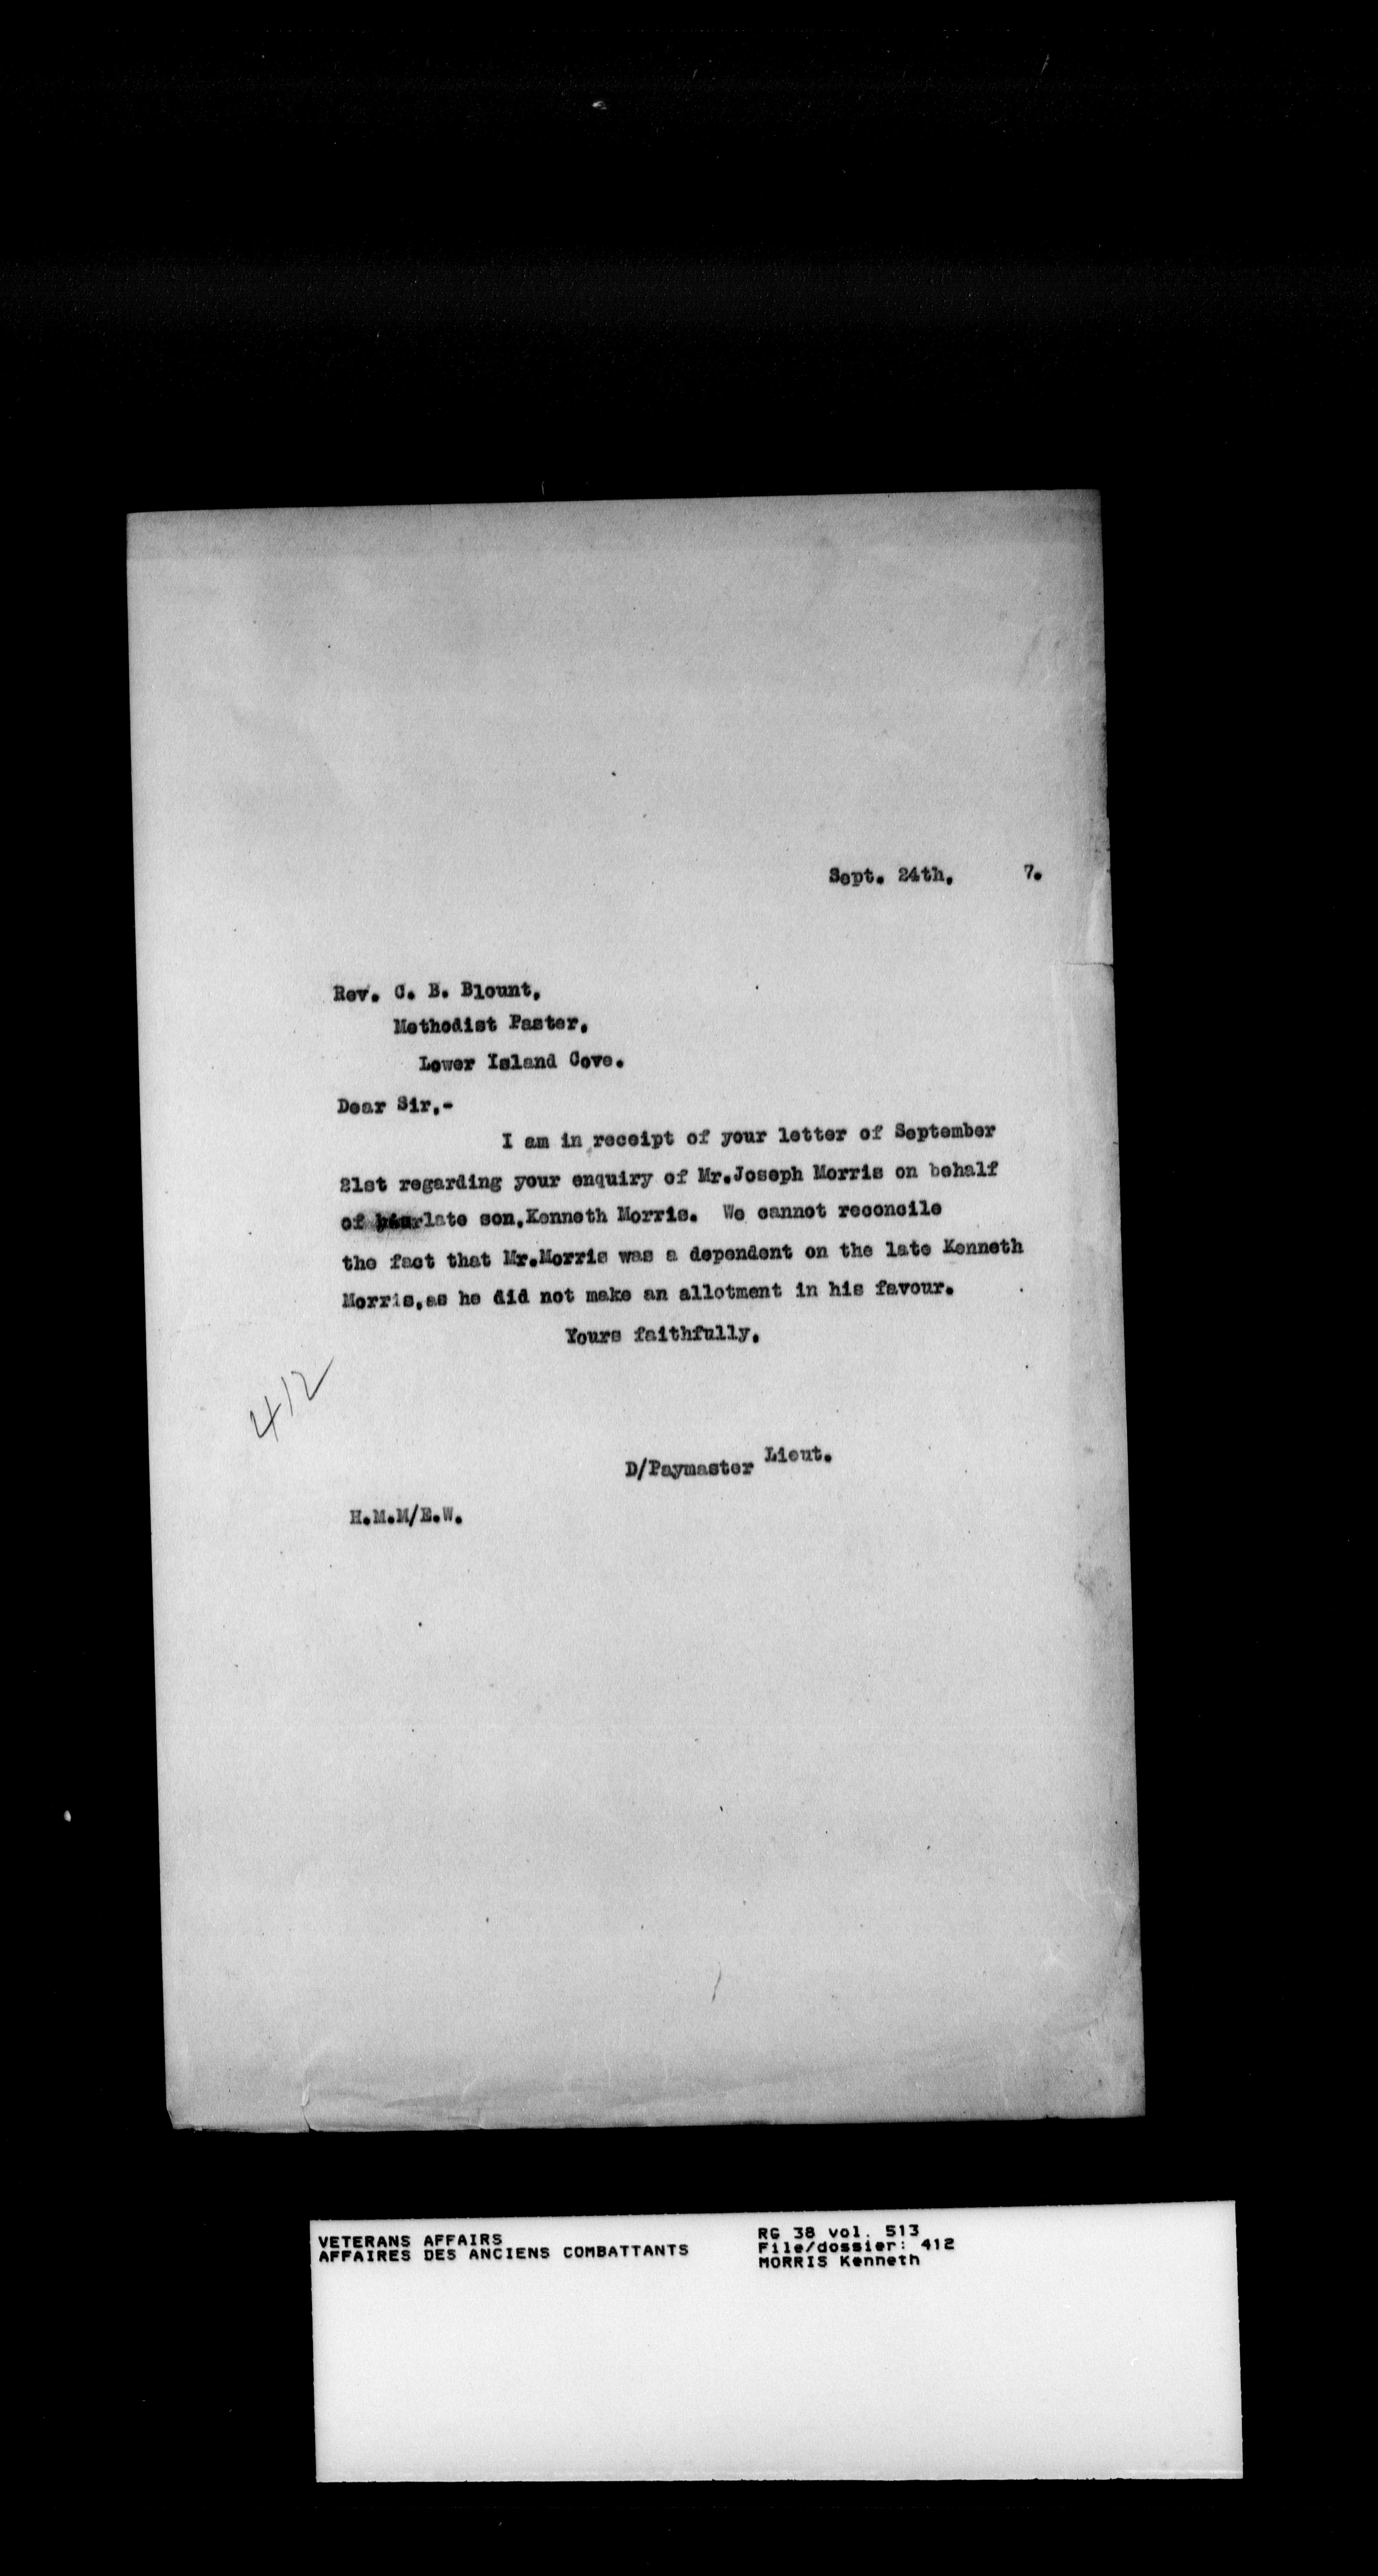 Sept. 24th, 7.
Rev. C. B. Blount,
Methodist Pastor,
Lower Island Cove.
Dear Sir,-
I am in receipt of your letter of September
21st regarding your enquiry of Mr.Joseph Morris on behalf
of late son,Kenneth Morris. We cannot reconcile
the fact that Mr.Morris was a dependent on the late Kenneth
Morris,as he did not make an allotment in his favour.
Yours faithfully,
412
Lieut.
D/Paymaster
H.M.M/E.W.
VETERANS AFFAIRS
AFFAIRES DES ANCIENS COMBATTANTS
RG 38 vol. 513
File/dossier: 412
MORRIS Kenneth